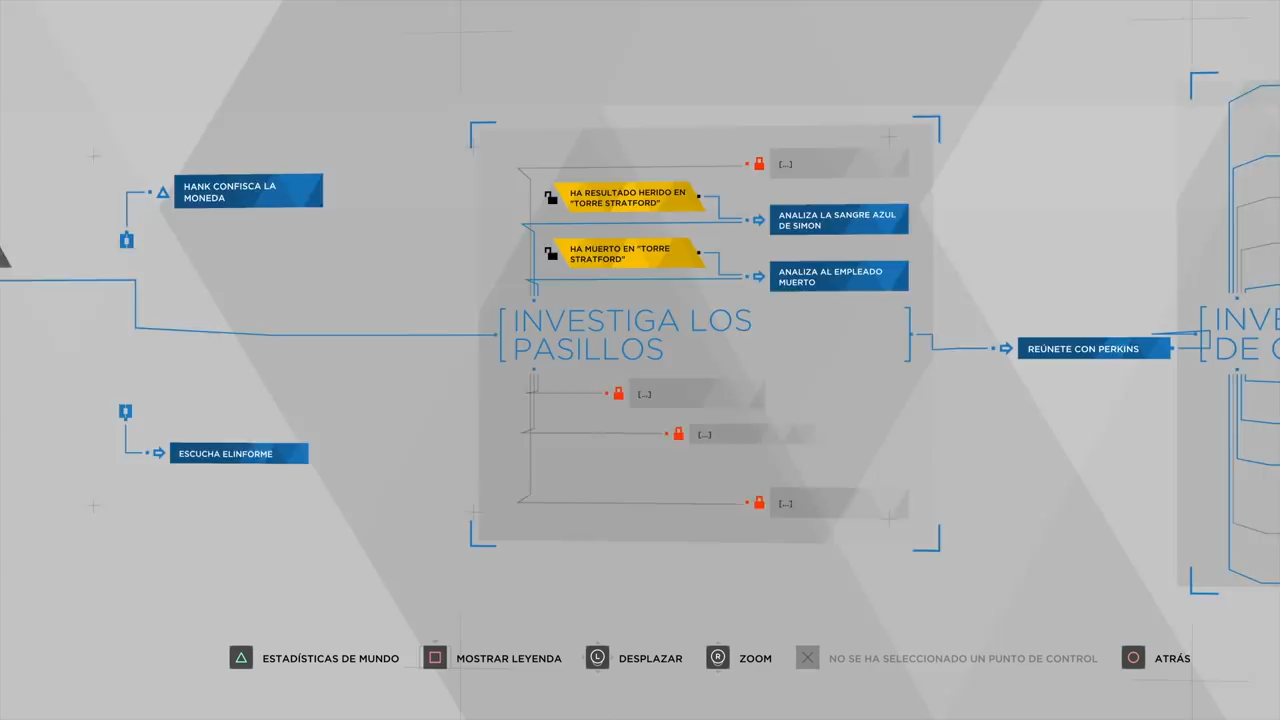 HANK CONFISCA LA
MONEDA
ESCUCHA ELINFORME
[...]
HA RESULTADO HERIDO EN
"TORRE STRATFORD"
ANALIZA LA SANGRE AZUL
DE SIMON
HA MUERTO EN "TORRE
STRATFORD"
ANALIZA AL EMPLEADO
MUERTO
INVESTIGA LOS
PASILLOS
[...]
[...]
[...]
REÚNETE CON PERKINS
INVE
DE
ESTADÍSTICAS DE MUNDO
MOSTRAR LEYENDA
L
DESPLAZAR
R
ZOOM
NO SE HA SELECCIONADO UN PUNTO DE CONTROL
ATRÁS